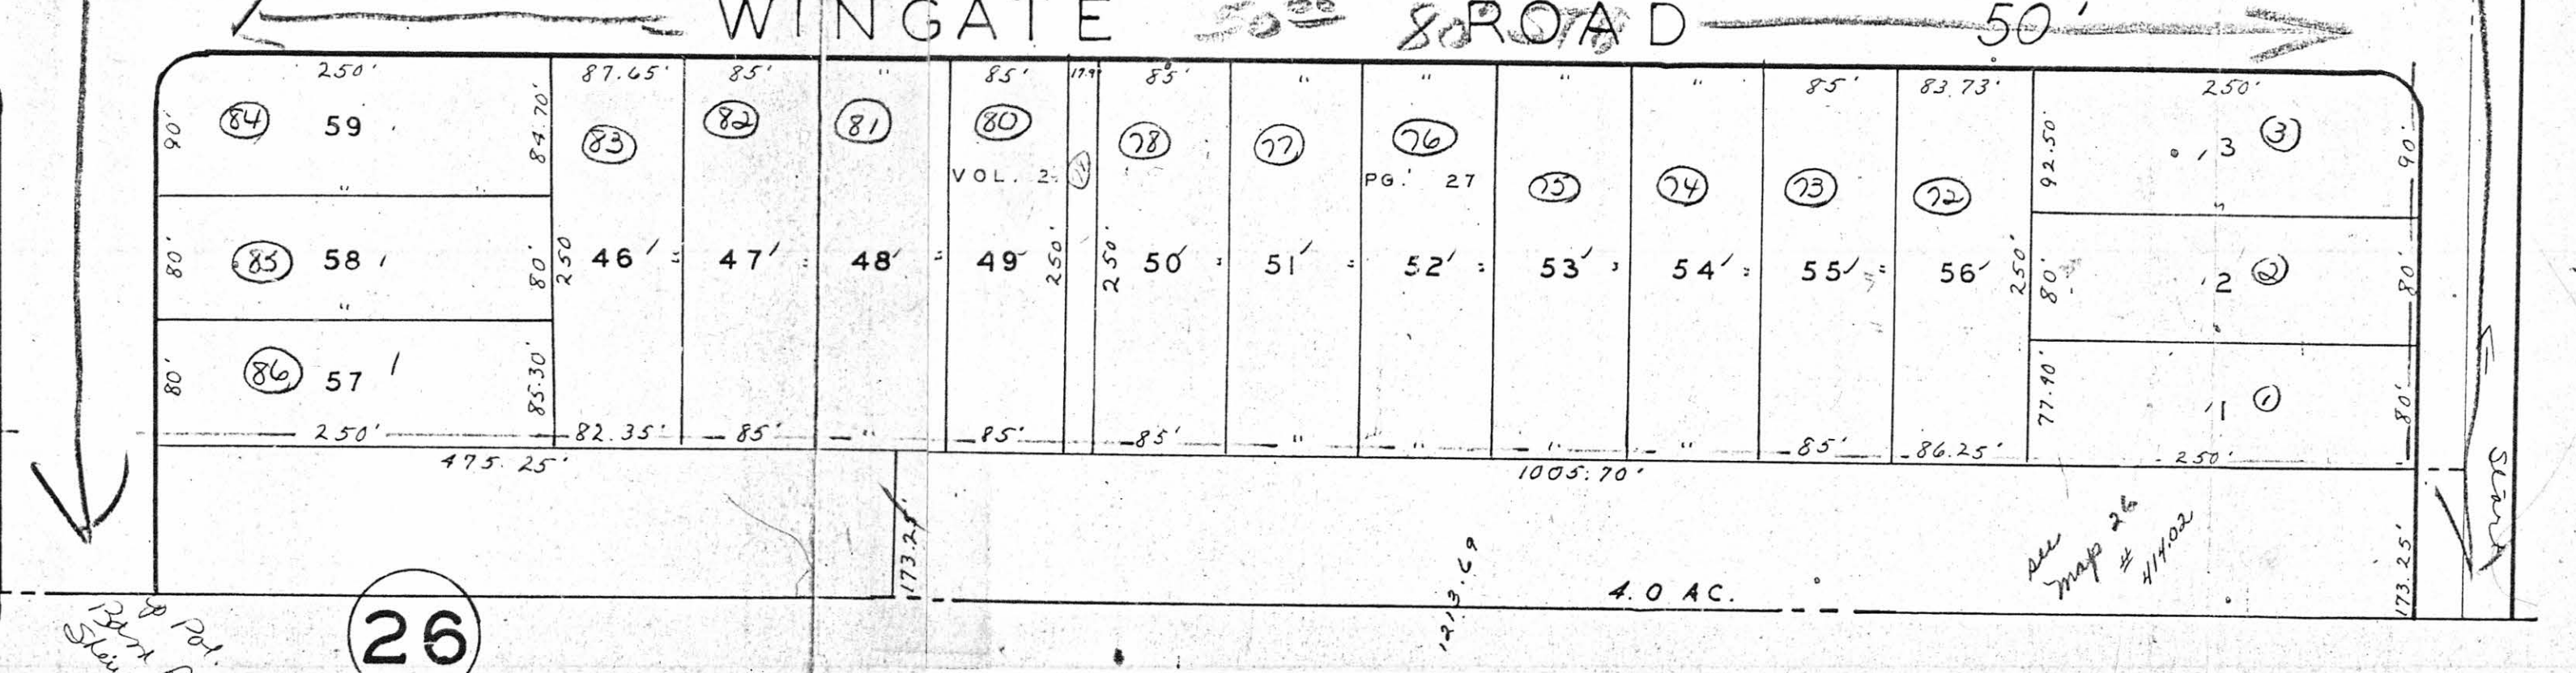 WINGATE ROAD 50'
250' 87.65' 85' " 85' 17.9' 85' " " " " 85' 83.73' 250'
90' 84 59 84.70' 83 82 81 80 78 77 76 75 74 73 72 92.50' 3 3 90'
VOL. 2 PG. 27
" " "
80' 85 58 80' 250 46 47 48 49 250' 250' 50 51 52 53 54 55 56 250' 80' 2 2 80'
"
80' 86 57 85.30' 77.40' 1 1 80'
250' 82.35' 85' " 85' 85' " " " " 85' 86.25' 250'
475.25' 1005.70'
173.25' 1213.69 4.0 AC. 173.25'
see
map 26
# 414.02
26